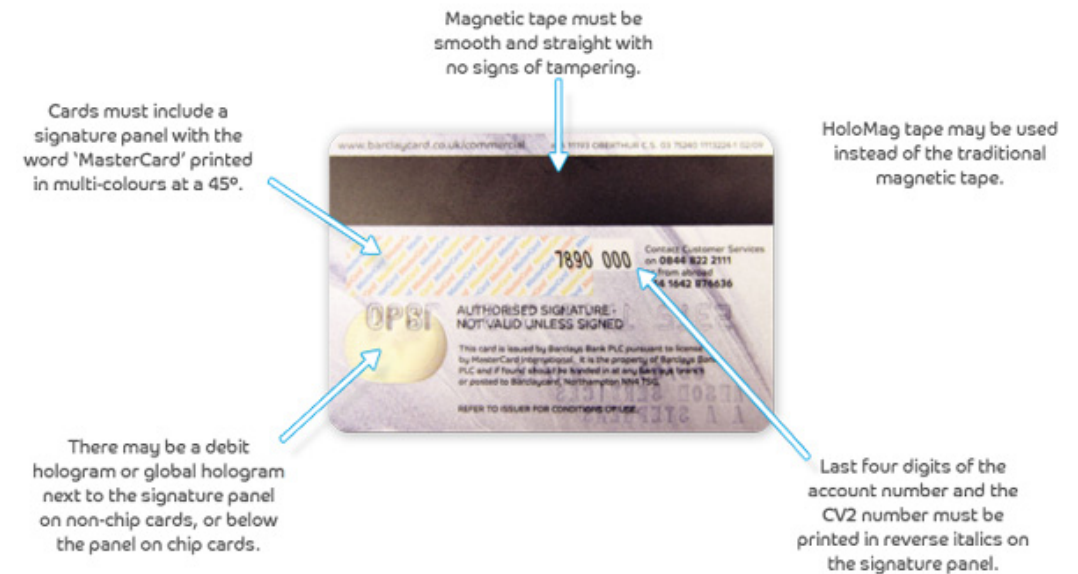 Magnetic tape must be
smooth and straight with
no signs of tampering.
Cards must include a
signature panel with the
word 'MasterCard' printed
in multi-colours at a 45º.
HoloMag tape may be used
instead of the traditional
magnetic tape.
www.barclaycard.co.uk/commercial
7890 000
Contact Customer Services
on 0844 822 2111
or from abroad
1642 876636
AUTHORISED SIGNATURE -
NOT VALID UNLESS SIGNED
This card is issued by Barclays Bank PLC pursuant to license
by MasterCard International. It is the property of Barclays Bank
PLC and if found should be handed in at any Barclays branch
or posted to Barclaycard, Northampton NN4 7SG.
REFER TO ISSUER FOR CONDITIONS OF USE.
There may be a debit
hologram or global hologram
next to the signature panel
on non-chip cards, or below
the panel on chip cards.
Last four digits of the
account number and the
CV2 number must be
printed in reverse italics on
the signature panel.